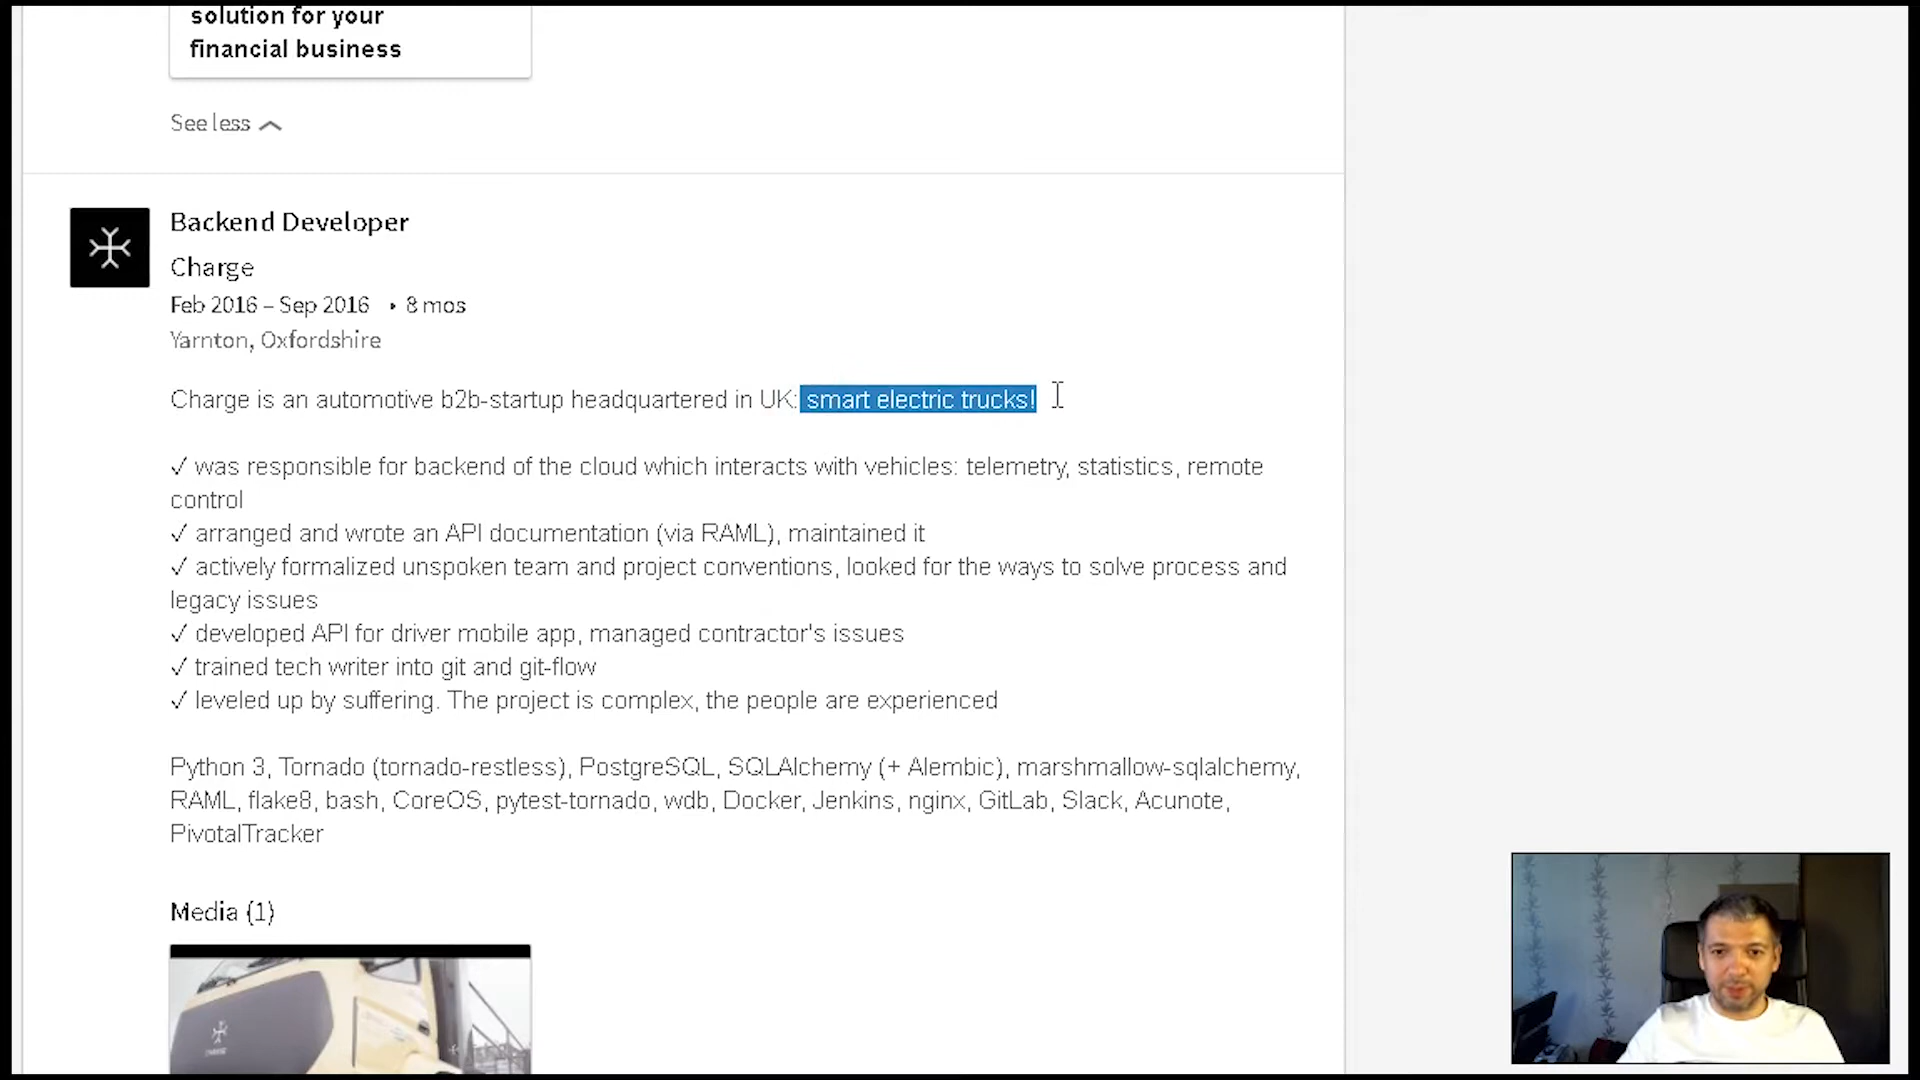 solution for your
financial business
See less
Backend Developer
Charge
Feb 2016 – Sep 2016 • 8 mos
Yarnton, Oxfordshire
Charge is an automotive b2b-startup headquartered in UK: smart electric trucks!
✓ was responsible for backend of the cloud which interacts with vehicles: telemetry, statistics, remote
control
✓ arranged and wrote an API documentation (via RAML), maintained it
✓ actively formalized unspoken team and project conventions, looked for the ways to solve process and
legacy issues
✓ developed API for driver mobile app, managed contractor's issues
✓ trained tech writer into git and git-flow
✓ leveled up by suffering. The project is complex, the people are experienced
Python 3, Tornado (tornado-restless), PostgreSQL, SQLAlchemy (+ Alembic), marshmallow-sqlalchemy,
RAML, flake8, bash, CoreOS, pytest-tornado, wdb, Docker, Jenkins, nginx, GitLab, Slack, Acunote,
PivotalTracker
Media (1)
CHARGE